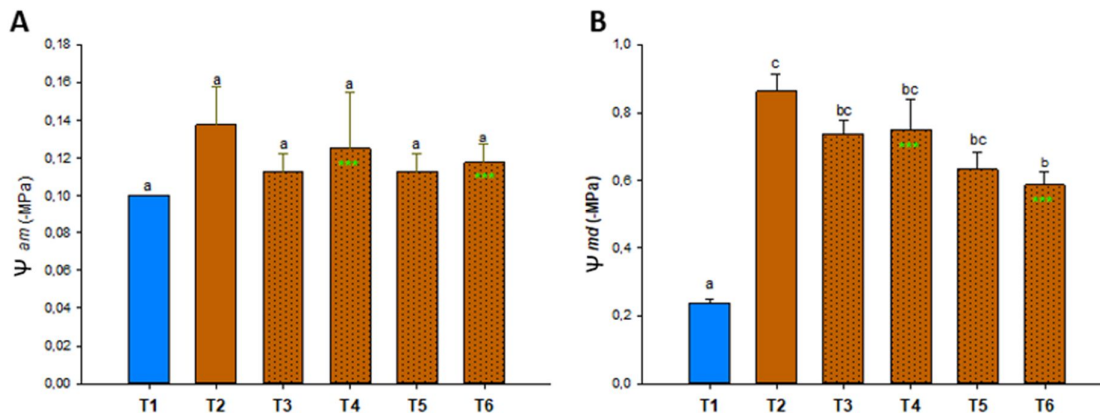 A
Ψ am (-MPa)
0,18
0,16
0,14
0,12
0,10
0,08
0,06
0,04
0,02
0,00
a
a
a
a
a
a
***
***
T1 T2 T3 T4 T5 T6
B
Ψ md (-MPa)
1,0
0,8
0,6
0,4
0,2
0,0
a
c
bc
bc
bc
b
***
***
T1 T2 T3 T4 T5 T6